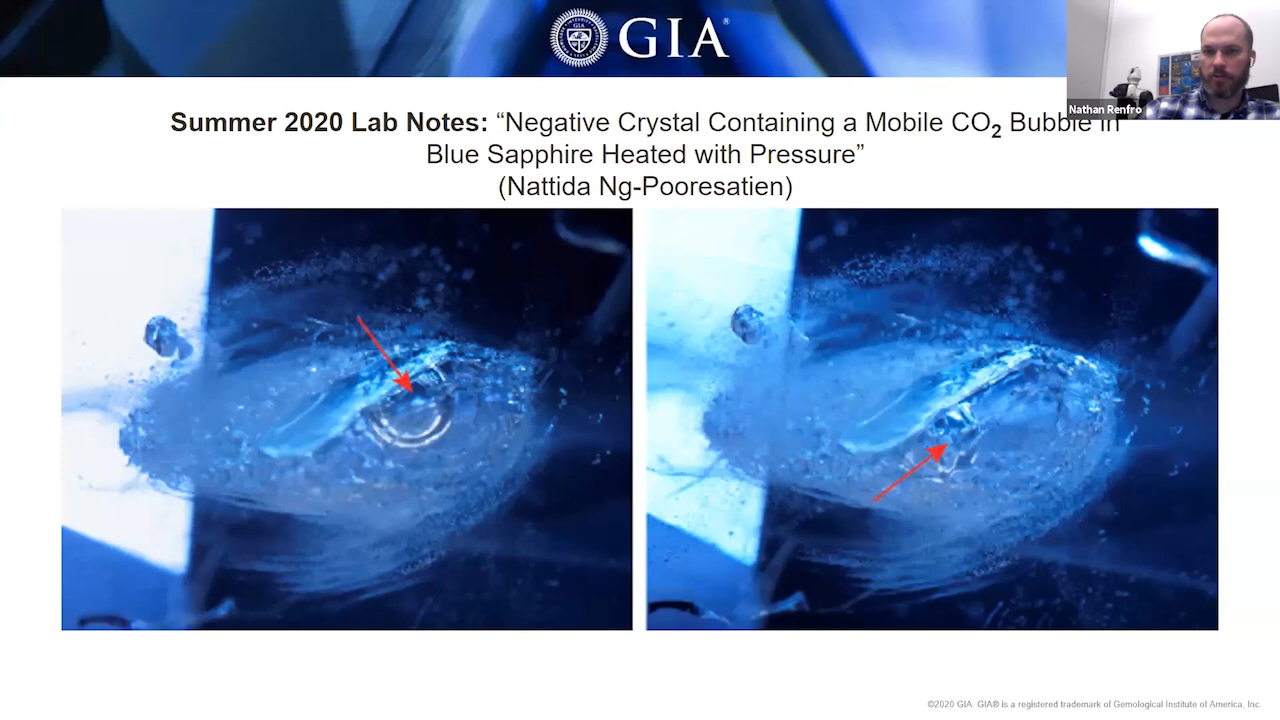 GIA®
Nathan Renfro
Summer 2020 Lab Notes: “Negative Crystal Containing a Mobile CO₂ Bubble in
Blue Sapphire Heated with Pressure”
(Nattida Ng-Pooresatien)
©2020 GIA. GIA® is a registered trademark of Gemological Institute of America, Inc.